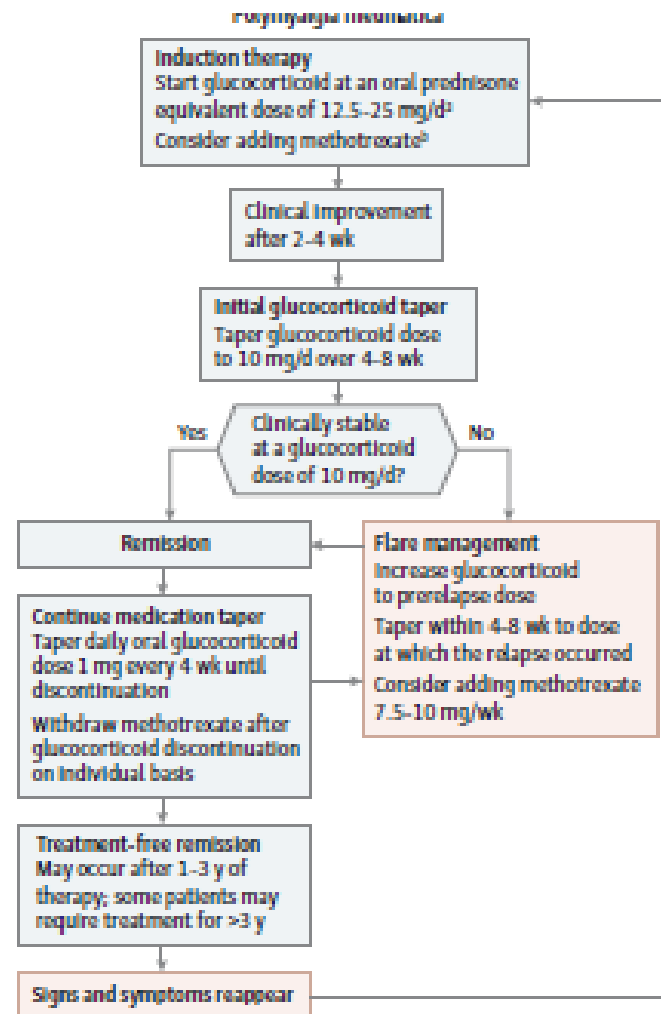 Polymyalgia rheumatica
Induction therapy
Start glucocorticoid at an oral prednisone
equivalent dose of 12.5–25 mg/dᵃ
Consider adding methotrexateᵇ
Clinical improvement
after 2–4 wk
Initial glucocorticoid taper
Taper glucocorticoid dose
to 10 mg/d over 4–8 wk
Clinically stable
at a glucocorticoid
dose of 10 mg/d?
Yes
No
Remission
Flare management
Increase glucocorticoid
to prerelapse dose
Taper within 4–8 wk to dose
at which the relapse occurred
Consider adding methotrexate
7.5–10 mg/wk
Continue medication taper
Taper daily oral glucocorticoid
dose 1 mg every 4 wk until
discontinuation
Withdraw methotrexate after
glucocorticoid discontinuation
on individual basis
Treatment-free remission
May occur after 1–3 y of
therapy; some patients may
require treatment for >3 y
Signs and symptoms reappear